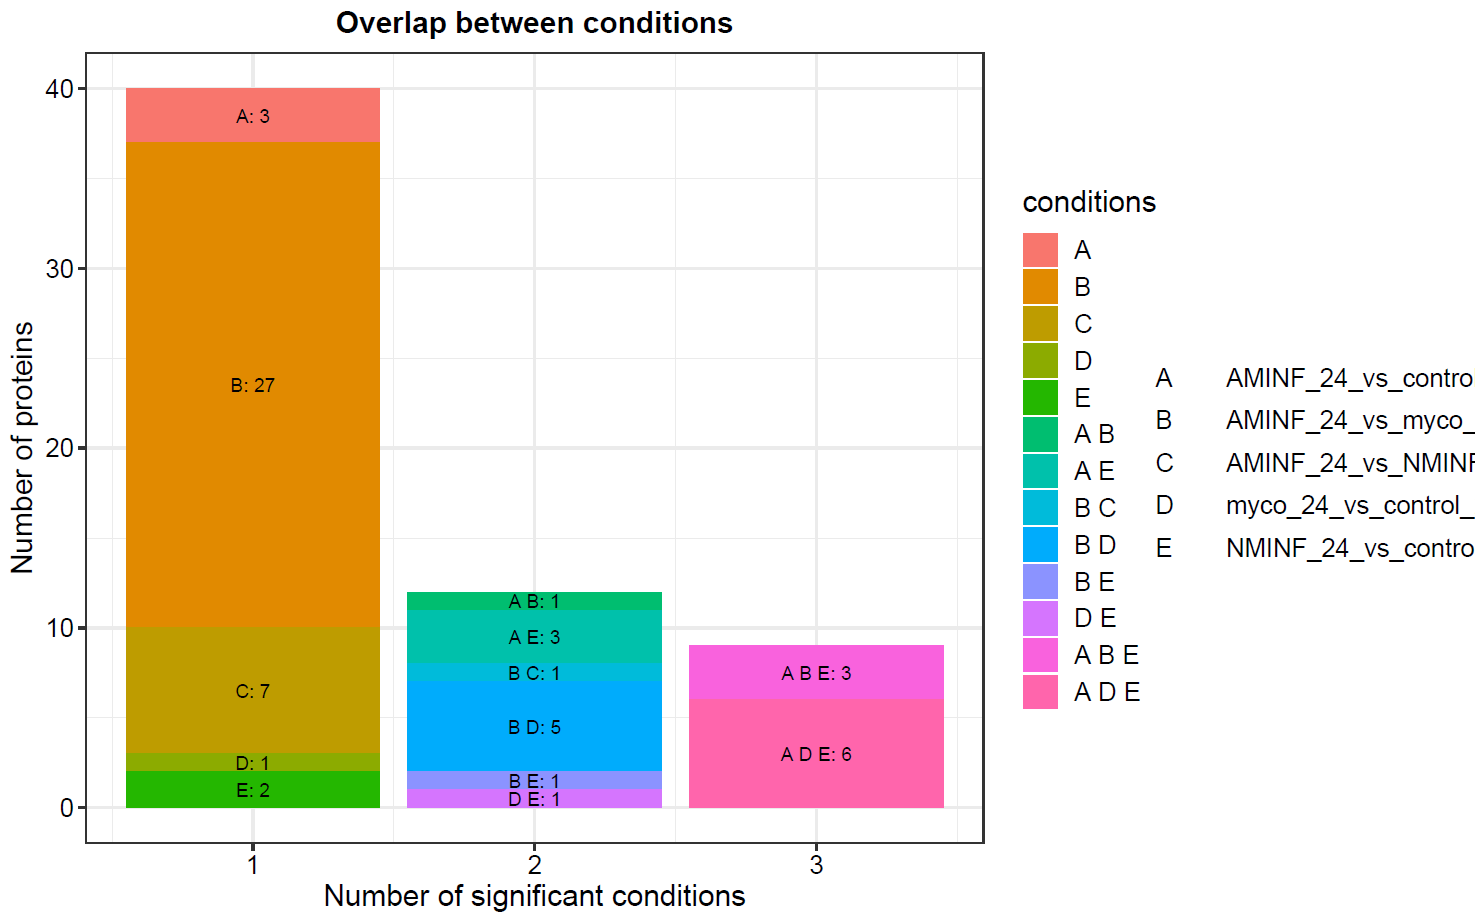 Overlap between conditions
Number of proteins
40
30
20
10
0
A: 3
B: 27
C: 7
D: 1
E: 2
A B: 1
A E: 3
B C: 1
B D: 5
B E: 1
D E: 1
A B E: 3
A D E: 6
1 2 3
Number of significant conditions
conditions
A
B
C
D
E
A B
A E
B C
B D
B E
D E
A B E
A D E
A AMINF_24_vs_contro
B AMINF_24_vs_myco_
C AMINF_24_vs_NMINF
D myco_24_vs_control_
E NMINF_24_vs_contro